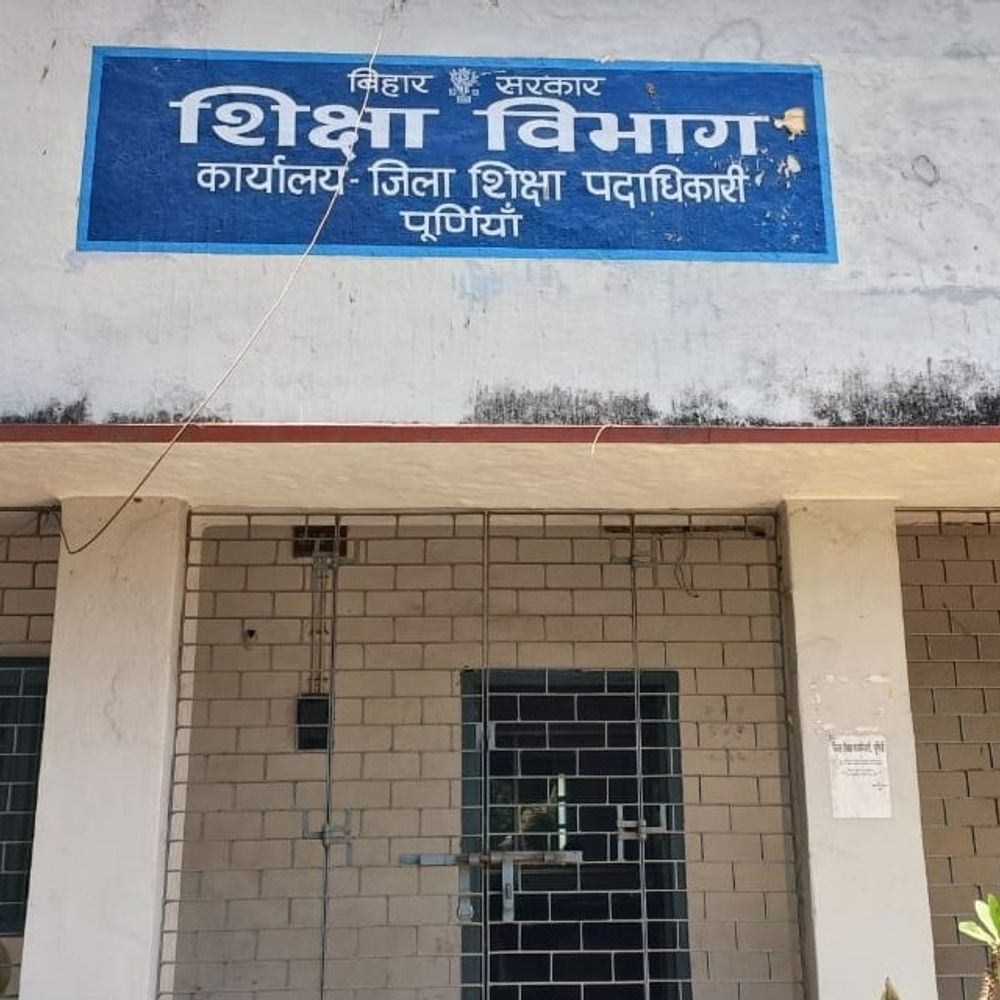 बिहार सरकार
शिक्षा विभाग
कार्यालय - जिला शिक्षा पदाधिकारी
पूर्णियाँ